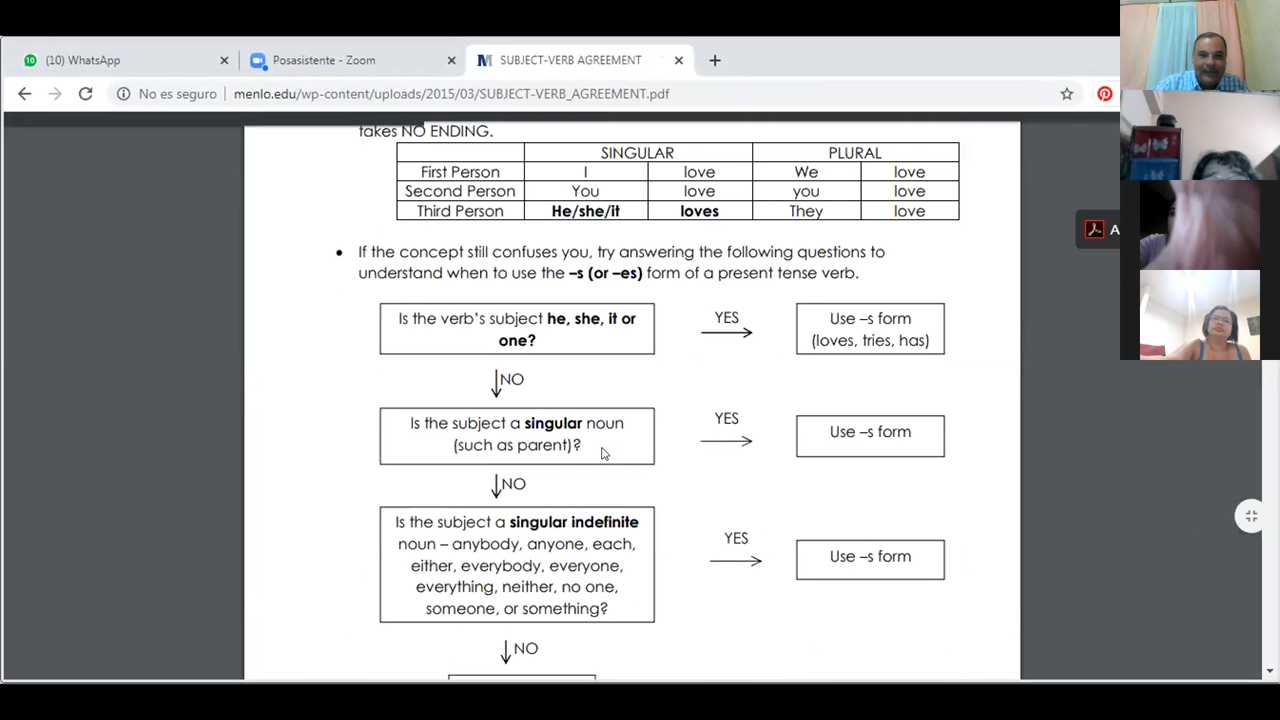 (10) WhatsApp
Posasistente - Zoom
SUBJECT-VERB AGREEMENT
No es seguro
menlo.edu/wp-content/uploads/2015/03/SUBJECT-VERB_AGREEMENT.pdf
takes NO ENDING.
SINGULAR PLURAL
First Person I love We love
Second Person You love you love
Third Person He/she/it loves They love
A
• If the concept still confuses you, try answering the following questions to
understand when to use the –s (or –es) form of a present tense verb.
Is the verb's subject he, she, it or
one?
YES
Use –s form
(loves, tries, has)
NO
Is the subject a singular noun
(such as parent)?
YES
Use –s form
NO
Is the subject a singular indefinite
noun – anybody, anyone, each,
either, everybody, everyone,
everything, neither, no one,
someone, or something?
YES
Use –s form
NO